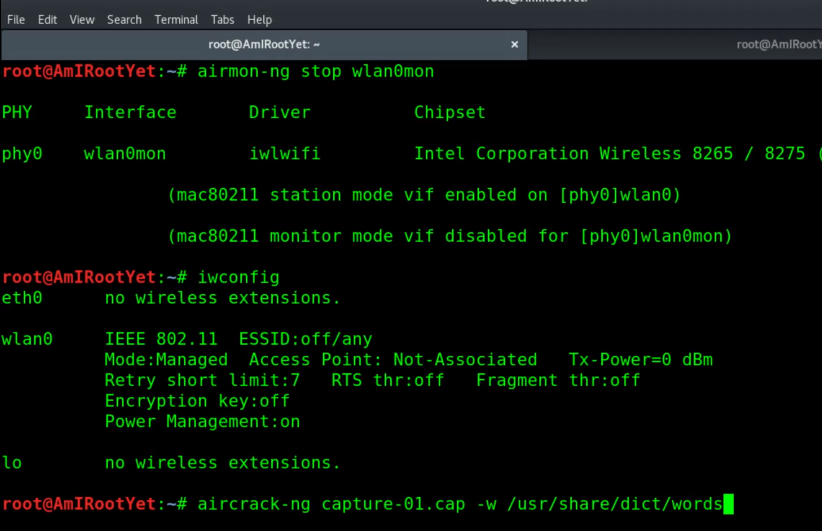 File Edit View Search Terminal Tabs Help
root@AmIRootYet: ~ × root@AmIRootY
root@AmIRootYet:~# airmon-ng stop wlan0mon
PHY Interface Driver Chipset
phy0 wlan0mon iwlwifi Intel Corporation Wireless 8265 / 8275 (
(mac80211 station mode vif enabled on [phy0]wlan0)
(mac80211 monitor mode vif disabled for [phy0]wlan0mon)
root@AmIRootYet:~# iwconfig
eth0 no wireless extensions.
wlan0 IEEE 802.11 ESSID:off/any
Mode:Managed Access Point: Not-Associated Tx-Power=0 dBm
Retry short limit:7 RTS thr:off Fragment thr:off
Encryption key:off
Power Management:on
lo no wireless extensions.
root@AmIRootYet:~# aircrack-ng capture-01.cap -w /usr/share/dict/words